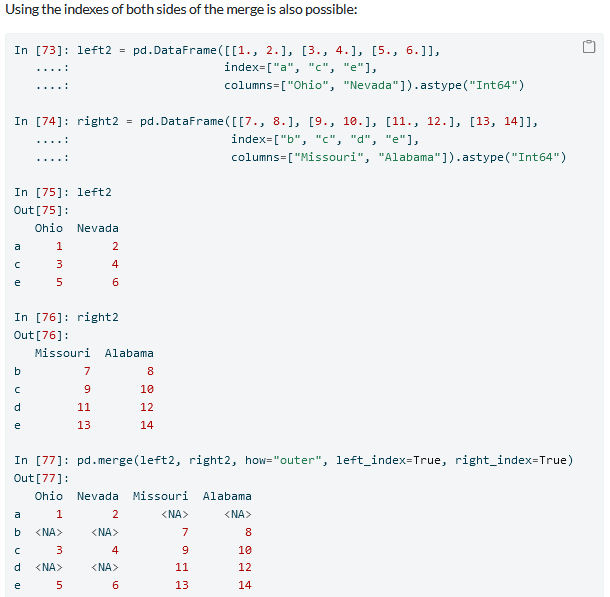 Using the indexes of both sides of the merge is also possible:
In [73]: left2 = pd.DataFrame([[1., 2.], [3., 4.], [5., 6.]],
   ....:                      index=["a", "c", "e"],
   ....:                      columns=["Ohio", "Nevada"]).astype("Int64")
In [74]: right2 = pd.DataFrame([[7., 8.], [9., 10.], [11., 12.], [13, 14]],
   ....:                       index=["b", "c", "d", "e"],
   ....:                       columns=["Missouri", "Alabama"]).astype("Int64")
In [75]: left2
Out[75]:
   Ohio  Nevada
a     1       2
c     3       4
e     5       6
In [76]: right2
Out[76]:
   Missouri  Alabama
b         7        8
c         9       10
d        11       12
e        13       14
In [77]: pd.merge(left2, right2, how="outer", left_index=True, right_index=True)
Out[77]:
   Ohio  Nevada  Missouri  Alabama
a     1       2      <NA>     <NA>
b  <NA>    <NA>         7        8
c     3       4         9       10
d  <NA>    <NA>        11       12
e     5       6        13       14